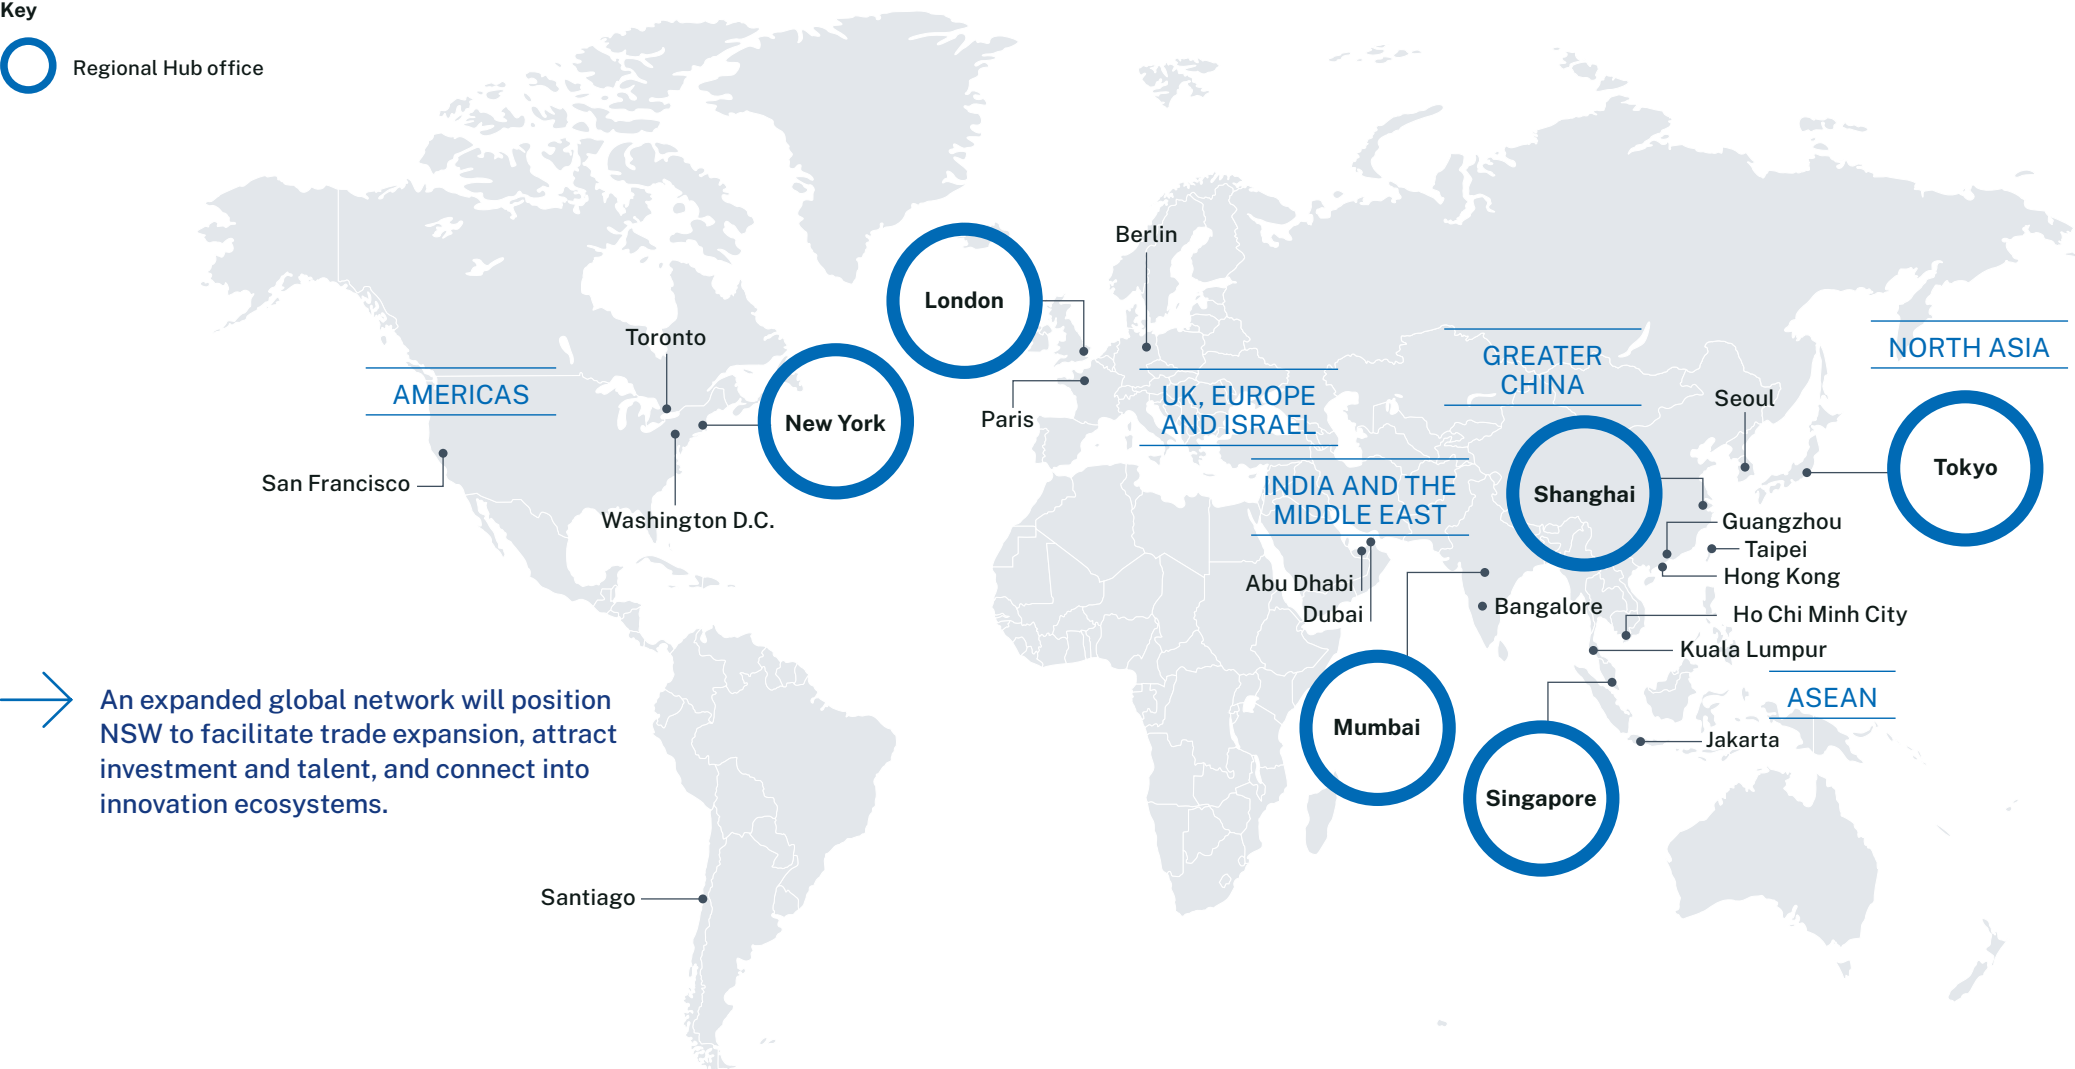 Key
Regional Hub office
Berlin
London
Toronto
NORTH ASIA
GREATER
CHINA
AMERICAS
UK, EUROPE
AND ISRAEL
Seoul
Paris
New York
Tokyo
San Francisco
INDIA AND THE
MIDDLE EAST
Shanghai
Washington D.C.
Guangzhou
Taipei
Hong Kong
Abu Dhabi
Dubai
Bangalore
Ho Chi Minh City
Kuala Lumpur
An expanded global network will position
NSW to facilitate trade expansion, attract
investment and talent, and connect into
innovation ecosystems.
ASEAN
Mumbai
Jakarta
Singapore
Santiago